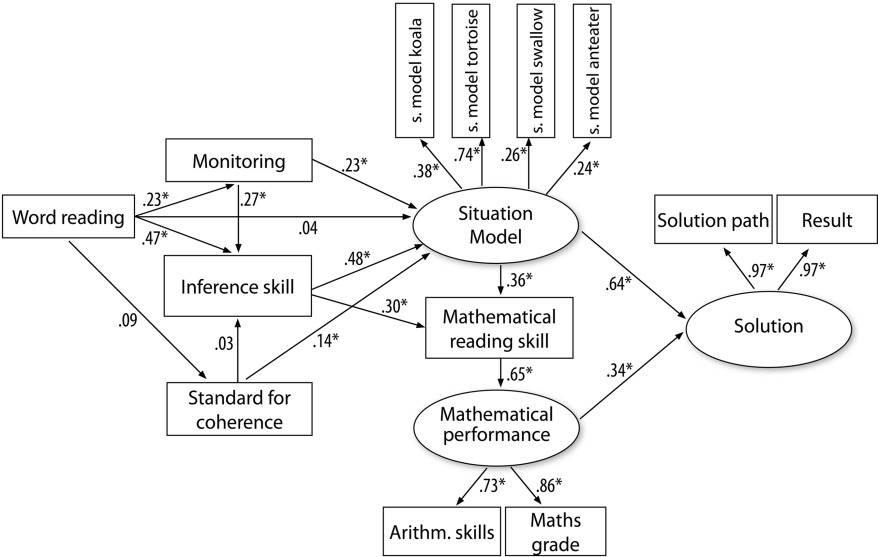 s. model koala
s. model tortoise
s. model swallow
s. model anteater
.38*
.74*
.26*
.24*
Monitoring
.23*
Word reading
.23*
.27*
.04
.47*
Situation
Model
Solution path
Result
Inference skill
.48*
.36*
.64*
.97*
.97*
.30*
Mathematical
reading skill
Solution
.09
.03
.14*
.65*
.34*
Standard for
coherence
Mathematical
performance
.73*
.86*
Arithm. skills
Maths
grade